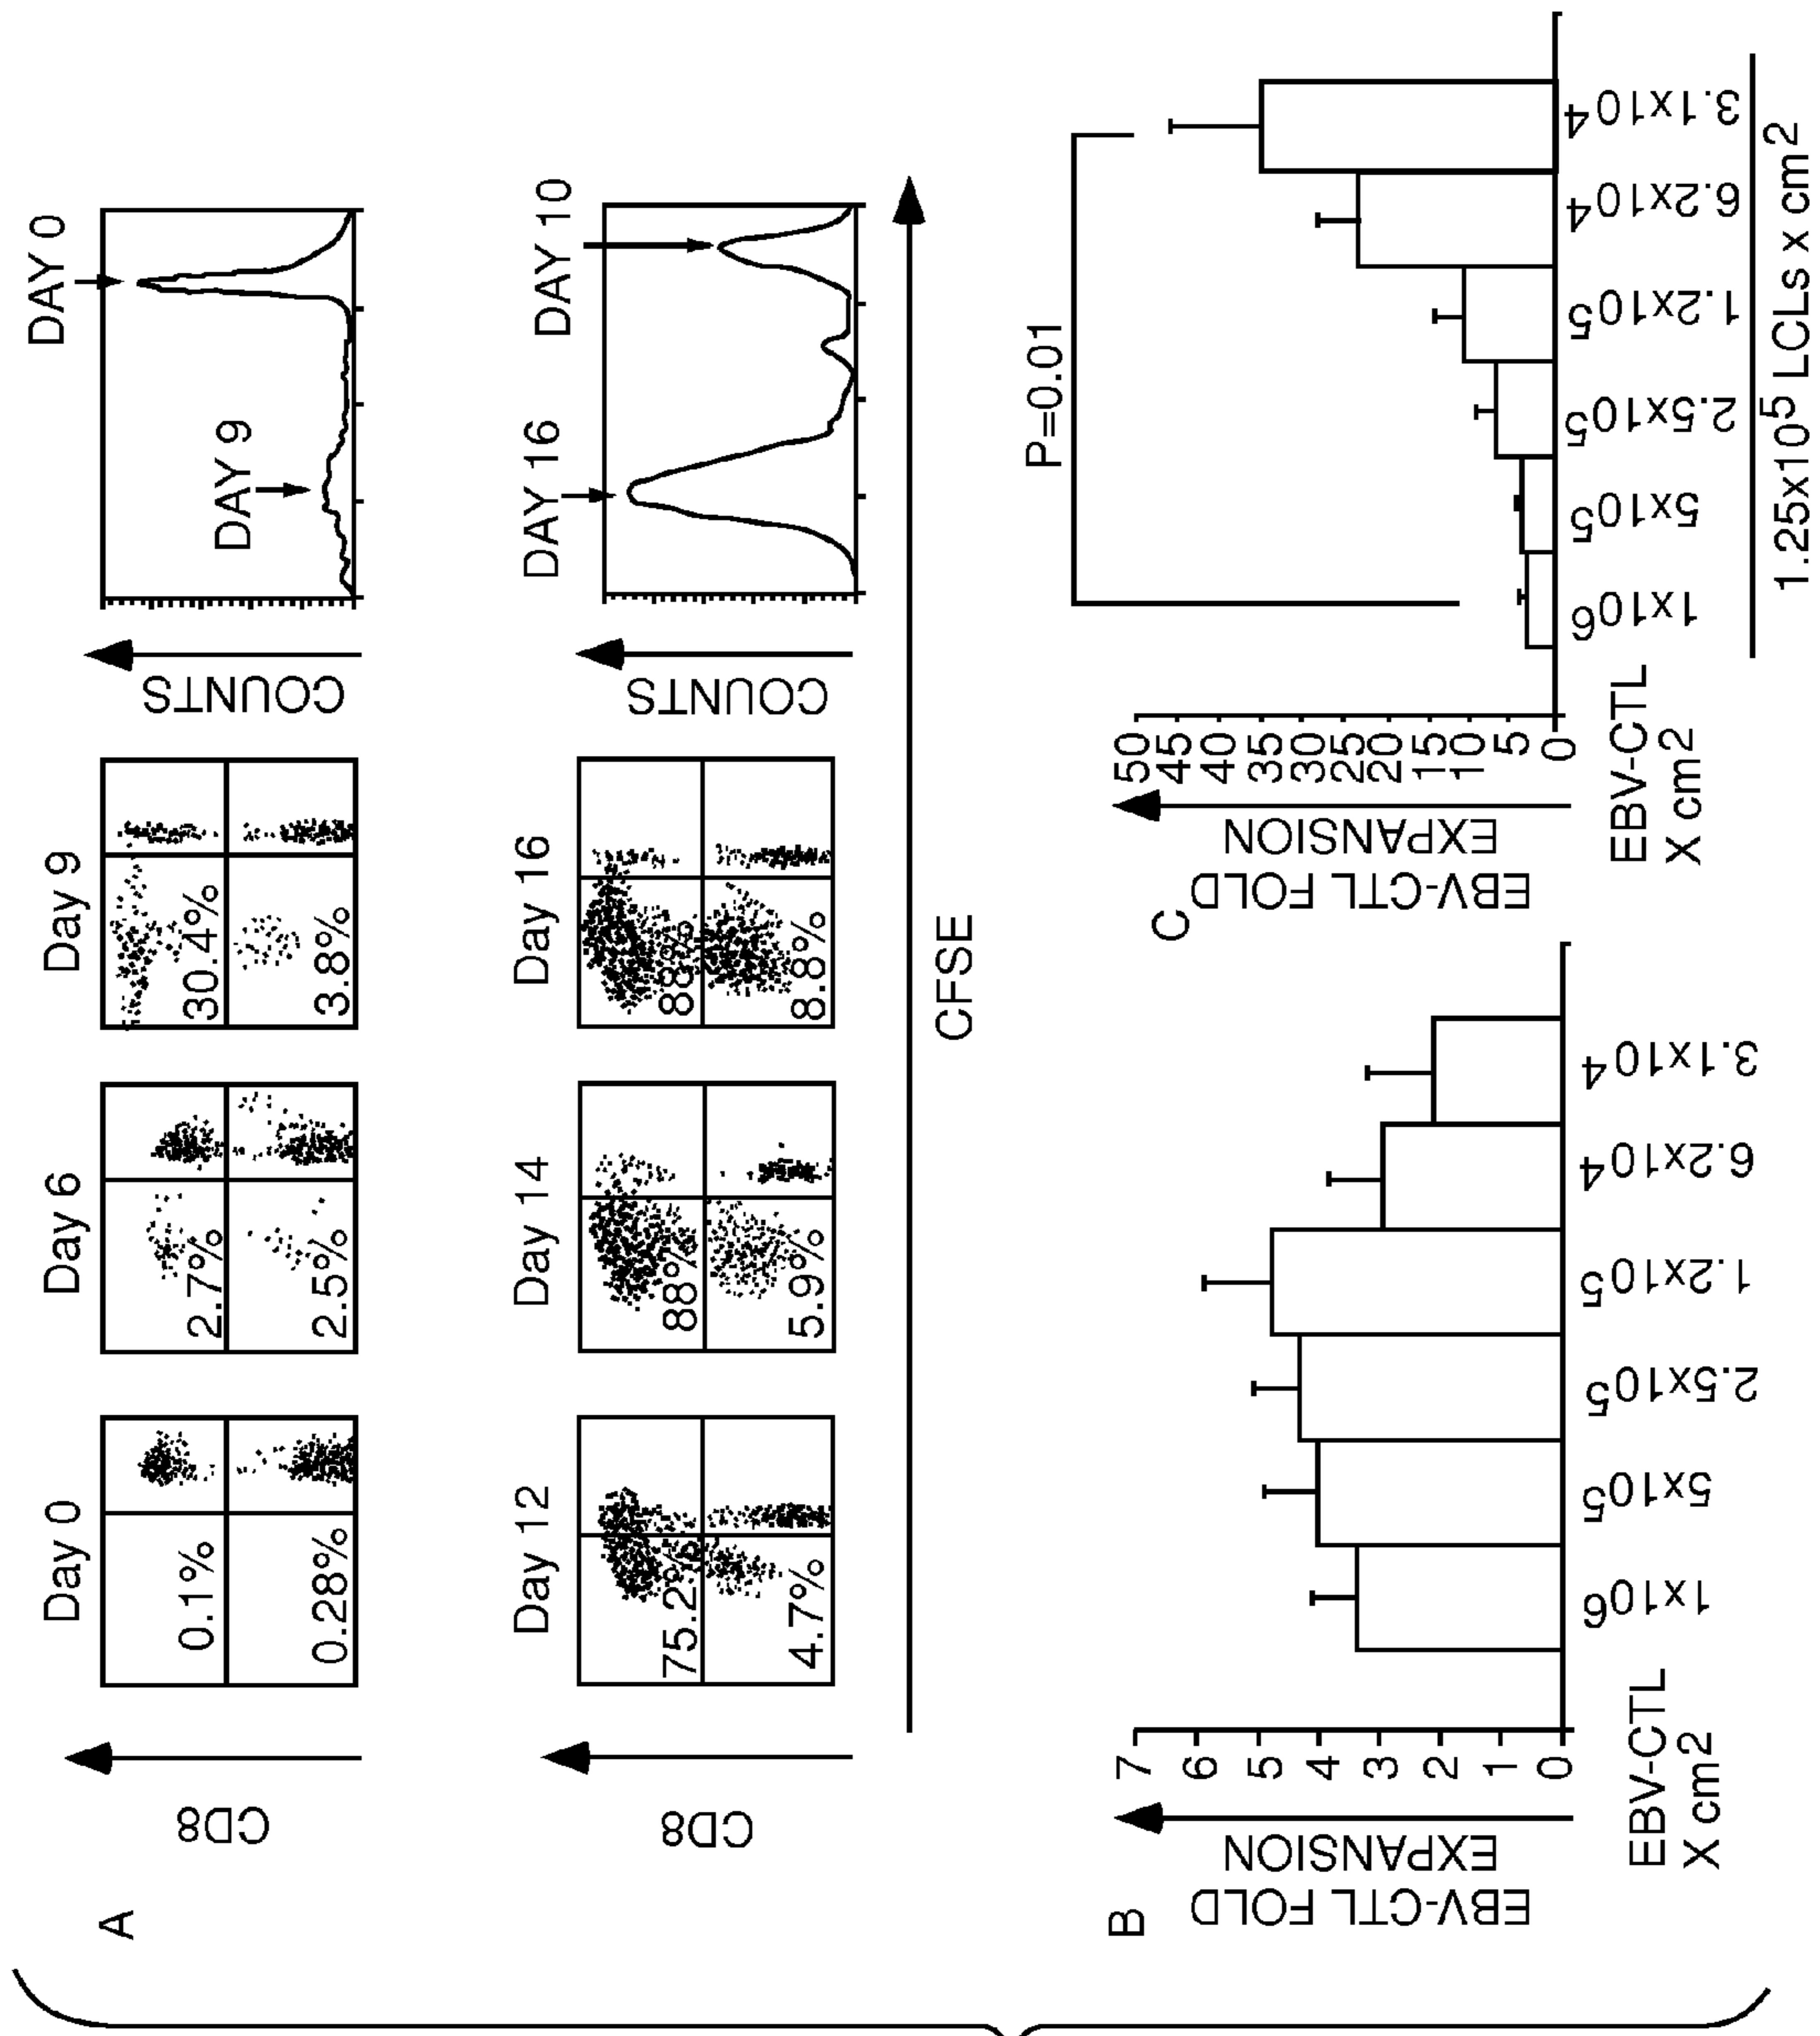 A
CD8
Day 0
0.1%
0.28%
Day 6
2.7%
2.5%
Day 9
30.4%
3.8%
COUNTS
DAY 9
DAY 0
CD8
Day 12
75.2%
4.7%
Day 14
88%
5.9%
Day 16
88%
8.8%
COUNTS
DAY 16
DAY 10
CFSE
B
EBV-CTL FOLD
EXPANSION
7
6
5
4
3
2
1
0
EBV-CTL
X cm2
1x106
5x105
2.5x105
1.2x105
6.2x104
3.1x104
C
EBV-CTL FOLD
EXPANSION
50
45
40
35
30
25
20
15
10
5
0
P=0.01
EBV-CTL
X cm2
1x106
5x105
2.5x105
1.2x105
6.2x104
3.1x104
1.25x105 LCLs x cm2